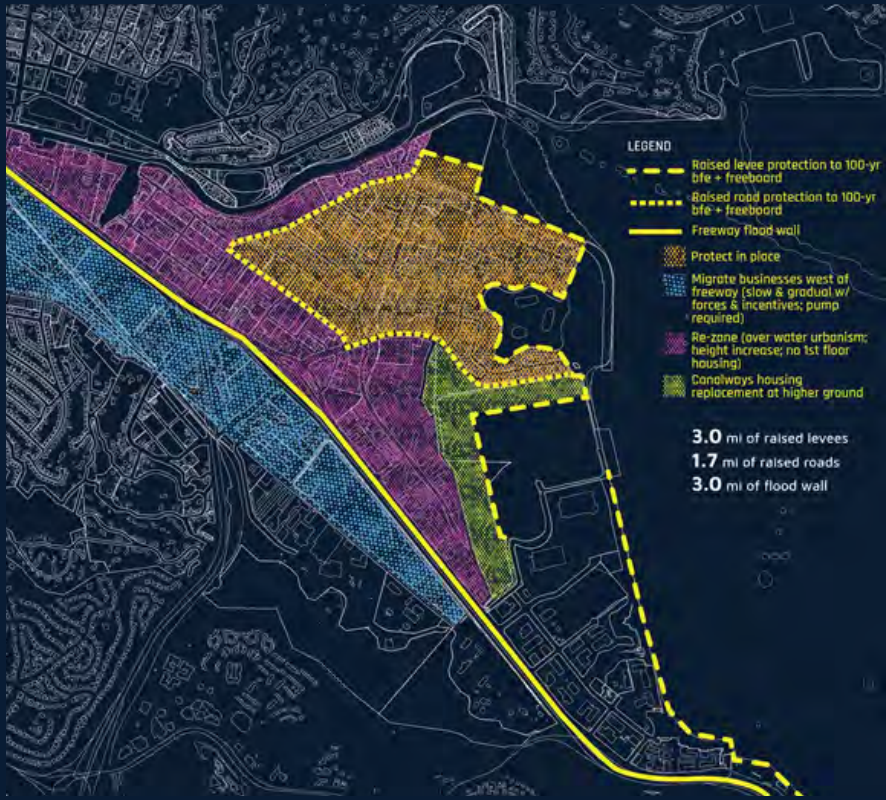 LEGEND
Raised levee protection to 100-yr
bfe + freeboard
Raised road protection to 100-yr
bfe + freeboard
Freeway flood wall
Protect in place
Migrate businesses west of
freeway (slow & gradual w/
forces & incentives; pump
required)
Re-zone (over water urbanism;
height increase; no 1st floor
housing)
Canalways housing
replacement at higher ground
3.0 mi of raised levees
1.7 mi of raised roads
3.0 mi of flood wall